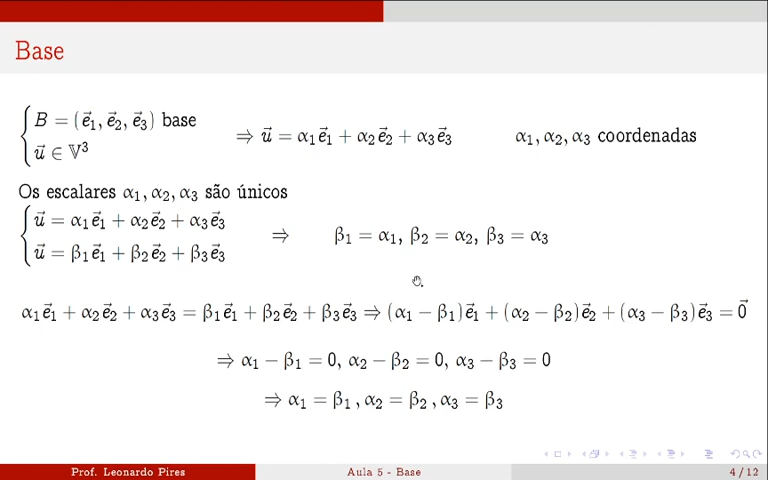 Base
B = (e⃗₁, e⃗₂, e⃗₃) base
u⃗ ∈ 𝕍³
⇒ u⃗ = α₁e⃗₁ + α₂e⃗₂ + α₃e⃗₃
α₁, α₂, α₃ coordenadas
Os escalares α₁, α₂, α₃ são únicos
u⃗ = α₁e⃗₁ + α₂e⃗₂ + α₃e⃗₃
u⃗ = β₁e⃗₁ + β₂e⃗₂ + β₃e⃗₃
⇒ β₁ = α₁, β₂ = α₂, β₃ = α₃
α₁e⃗₁ + α₂e⃗₂ + α₃e⃗₃ = β₁e⃗₁ + β₂e⃗₂ + β₃e⃗₃ ⇒ (α₁ − β₁)e⃗₁ + (α₂ − β₂)e⃗₂ + (α₃ − β₃)e⃗₃ = 0⃗
⇒ α₁ − β₁ = 0, α₂ − β₂ = 0, α₃ − β₃ = 0
⇒ α₁ = β₁ , α₂ = β₂ , α₃ = β₃
Prof. Leonardo Pires Aula 5 - Base 4 / 12